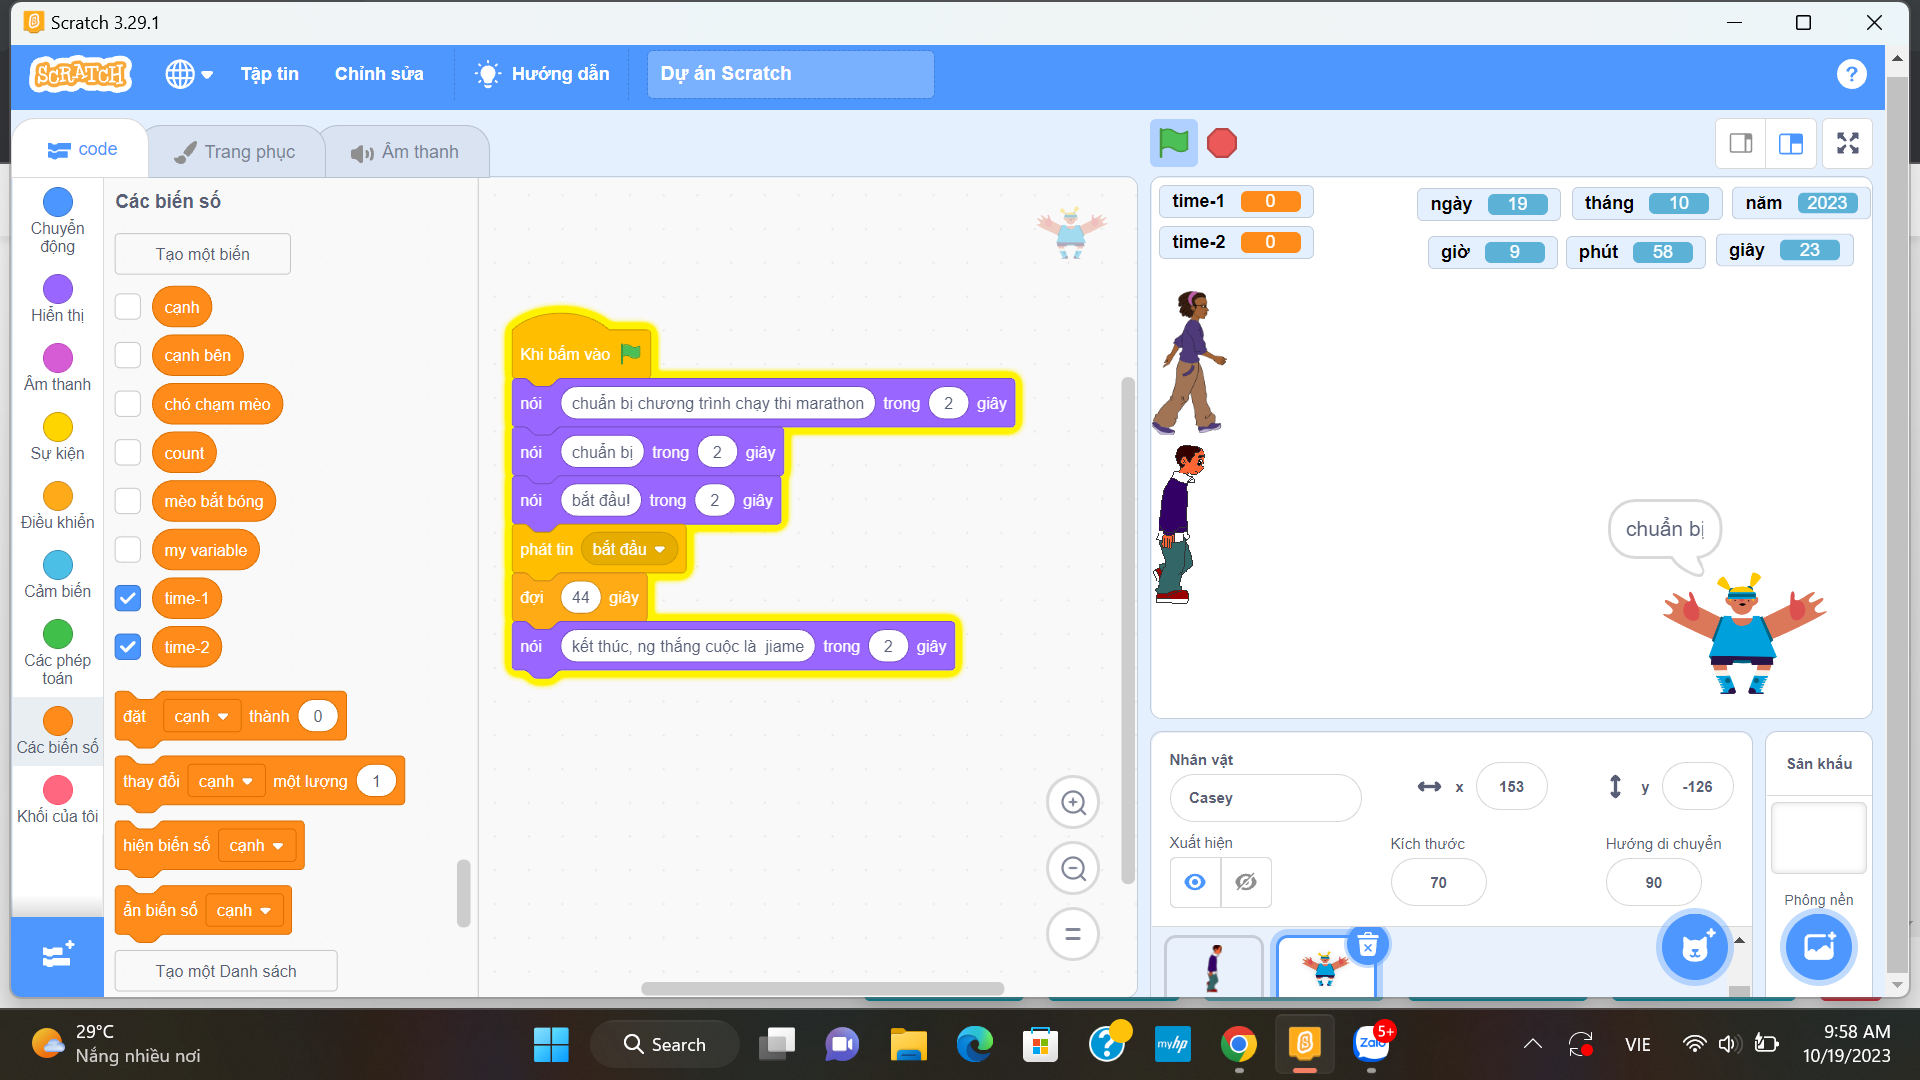 Scratch 3.29.1
SCRATCH
Tập tin
Chỉnh sửa
Hướng dẫn
Dự án Scratch
?
code
Trang phục
Âm thanh
Chuyển động
Hiển thị
Âm thanh
Sự kiện
Điều khiển
Cảm biến
Các phép toán
Các biến số
Khối của tôi
Các biến số
Tạo một biến
cạnh
cạnh bên
chó chạm mèo
count
mèo bắt bóng
my variable
time-1
time-2
đặt cạnh thành 0
thay đổi cạnh một lượng 1
hiện biến số cạnh
ẩn biến số cạnh
Tạo một Danh sách
Khi bấm vào
nói chuẩn bị chương trình chạy thi marathon trong 2 giây
nói chuẩn bị trong 2 giây
nói bắt đầu! trong 2 giây
phát tin bắt đầu
đợi 44 giây
nói kết thúc, ng thắng cuộc là jiame trong 2 giây
time-1 0
time-2 0
ngày 19
tháng 10
năm 2023
giờ 9
phút 58
giây 23
chuẩn bị
Nhân vật
Casey
x 153
y -126
Xuất hiện
Kích thước
70
Hướng di chuyển
90
Sân khấu
Phông nền
29°C
Nắng nhiều nơi
Search
?
myhp
Zalo
5+
VIE
9:58 AM
10/19/2023